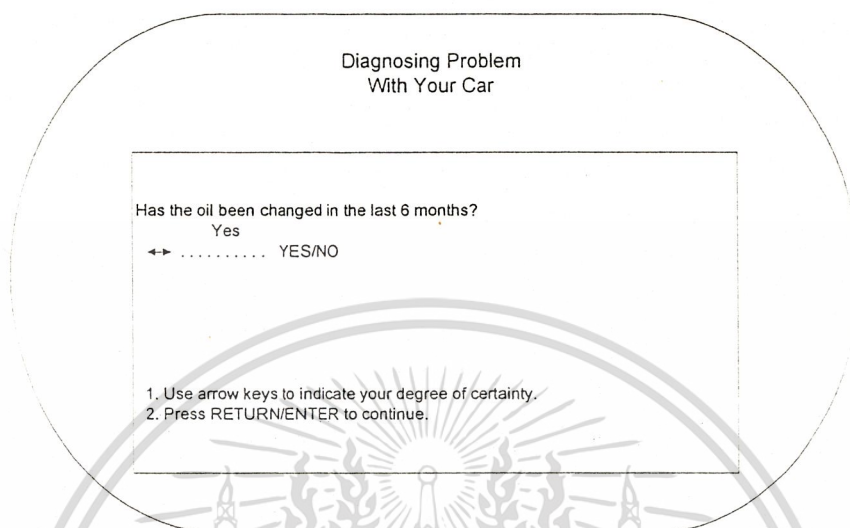 Diagnosing Problem
With Your Car
Has the oil been changed in the last 6 months?
Yes
↔ .......... YES/NO
1. Use arrow keys to indicate your degree of certainty.
2. Press RETURN/ENTER to continue.